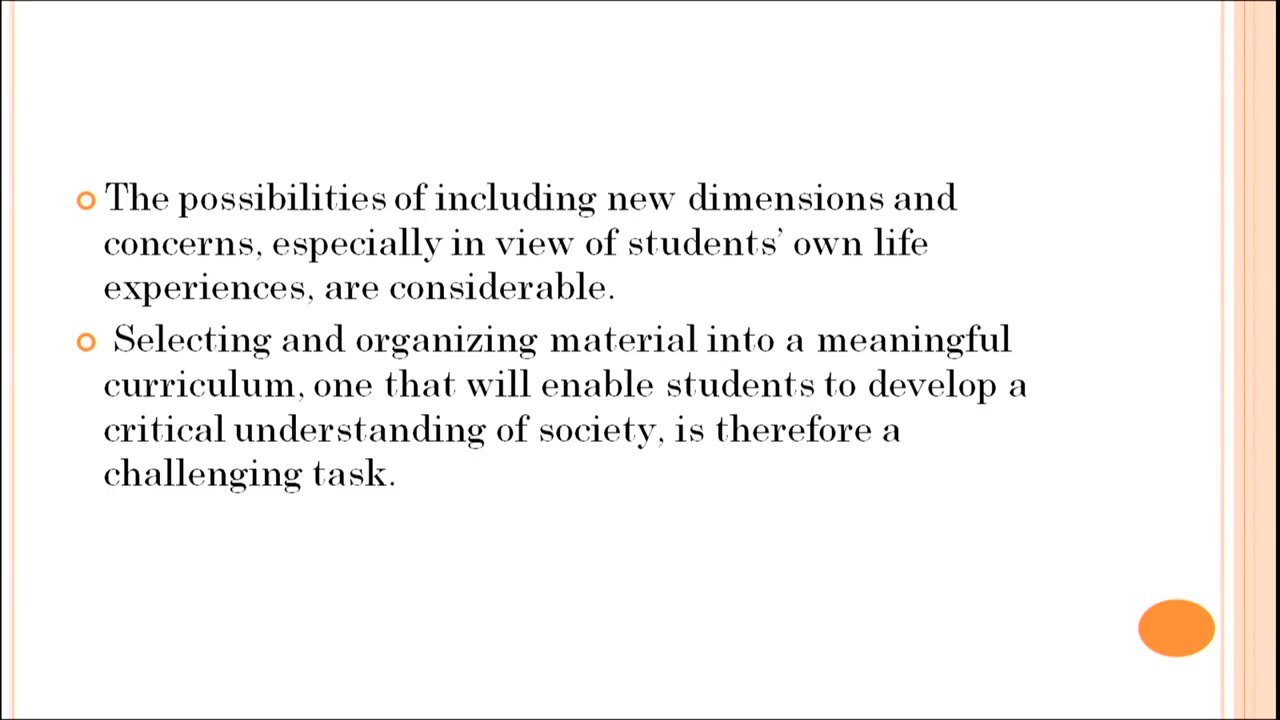 The possibilities of including new dimensions and
concerns, especially in view of students’ own life
experiences, are considerable.
Selecting and organizing material into a meaningful
curriculum, one that will enable students to develop a
critical understanding of society, is therefore a
challenging task.